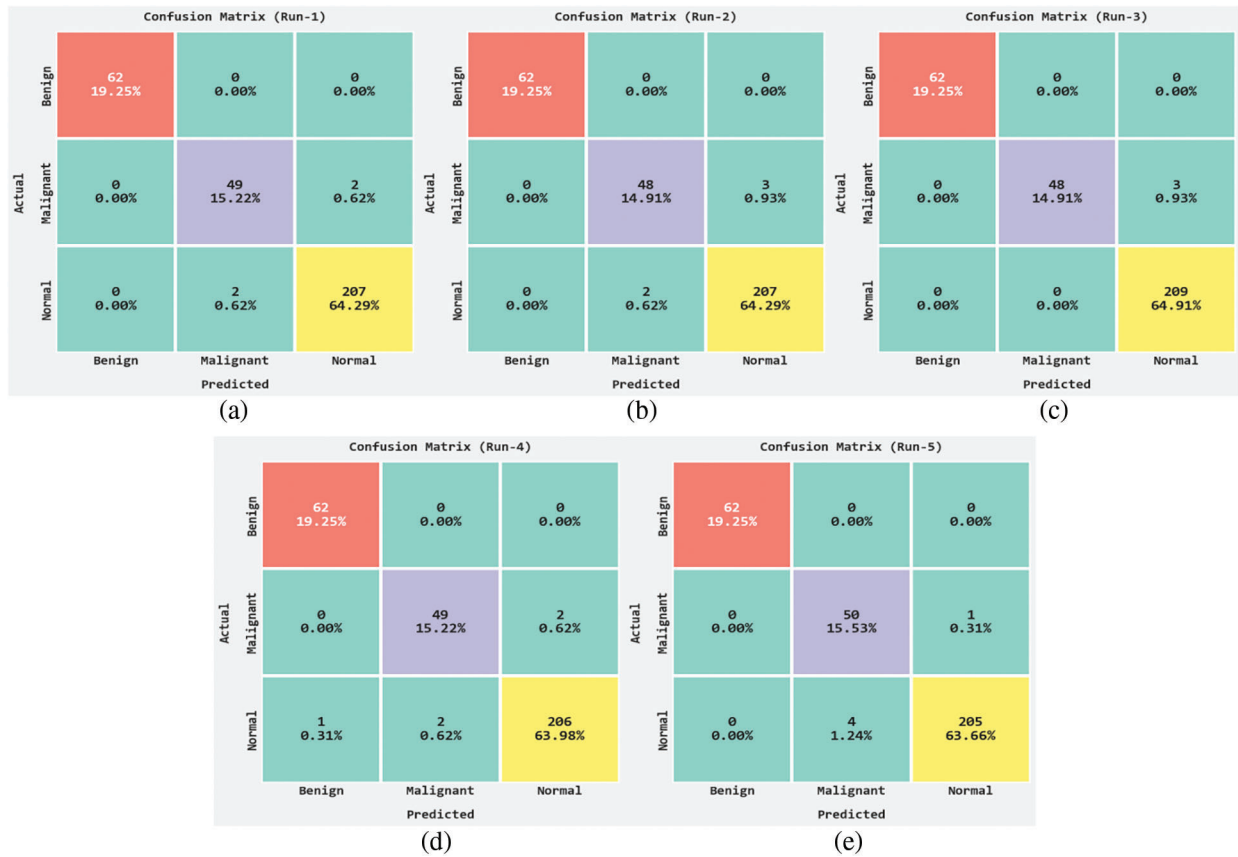 Confusion Matrix (Run-1)
Actual
Benign
Malignant
Normal
62
19.25%
0
0.00%
0
0.00%
0
0.00%
49
15.22%
2
0.62%
0
0.00%
2
0.62%
207
64.29%
Benign Malignant Normal
Predicted
(a)
Confusion Matrix (Run-2)
Actual
Benign
Malignant
Normal
62
19.25%
0
0.00%
0
0.00%
0
0.00%
48
14.91%
3
0.93%
0
0.00%
2
0.62%
207
64.29%
Benign Malignant Normal
Predicted
(b)
Confusion Matrix (Run-3)
Actual
Benign
Malignant
Normal
62
19.25%
0
0.00%
0
0.00%
0
0.00%
48
14.91%
3
0.93%
0
0.00%
0
0.00%
209
64.91%
Benign Malignant Normal
Predicted
(c)
Confusion Matrix (Run-4)
Actual
Benign
Malignant
Normal
62
19.25%
0
0.00%
0
0.00%
0
0.00%
49
15.22%
2
0.62%
1
0.31%
2
0.62%
206
63.98%
Benign Malignant Normal
Predicted
(d)
Confusion Matrix (Run-5)
Actual
Benign
Malignant
Normal
62
19.25%
0
0.00%
0
0.00%
0
0.00%
50
15.53%
1
0.31%
0
0.00%
4
1.24%
205
63.66%
Benign Malignant Normal
Predicted
(e)